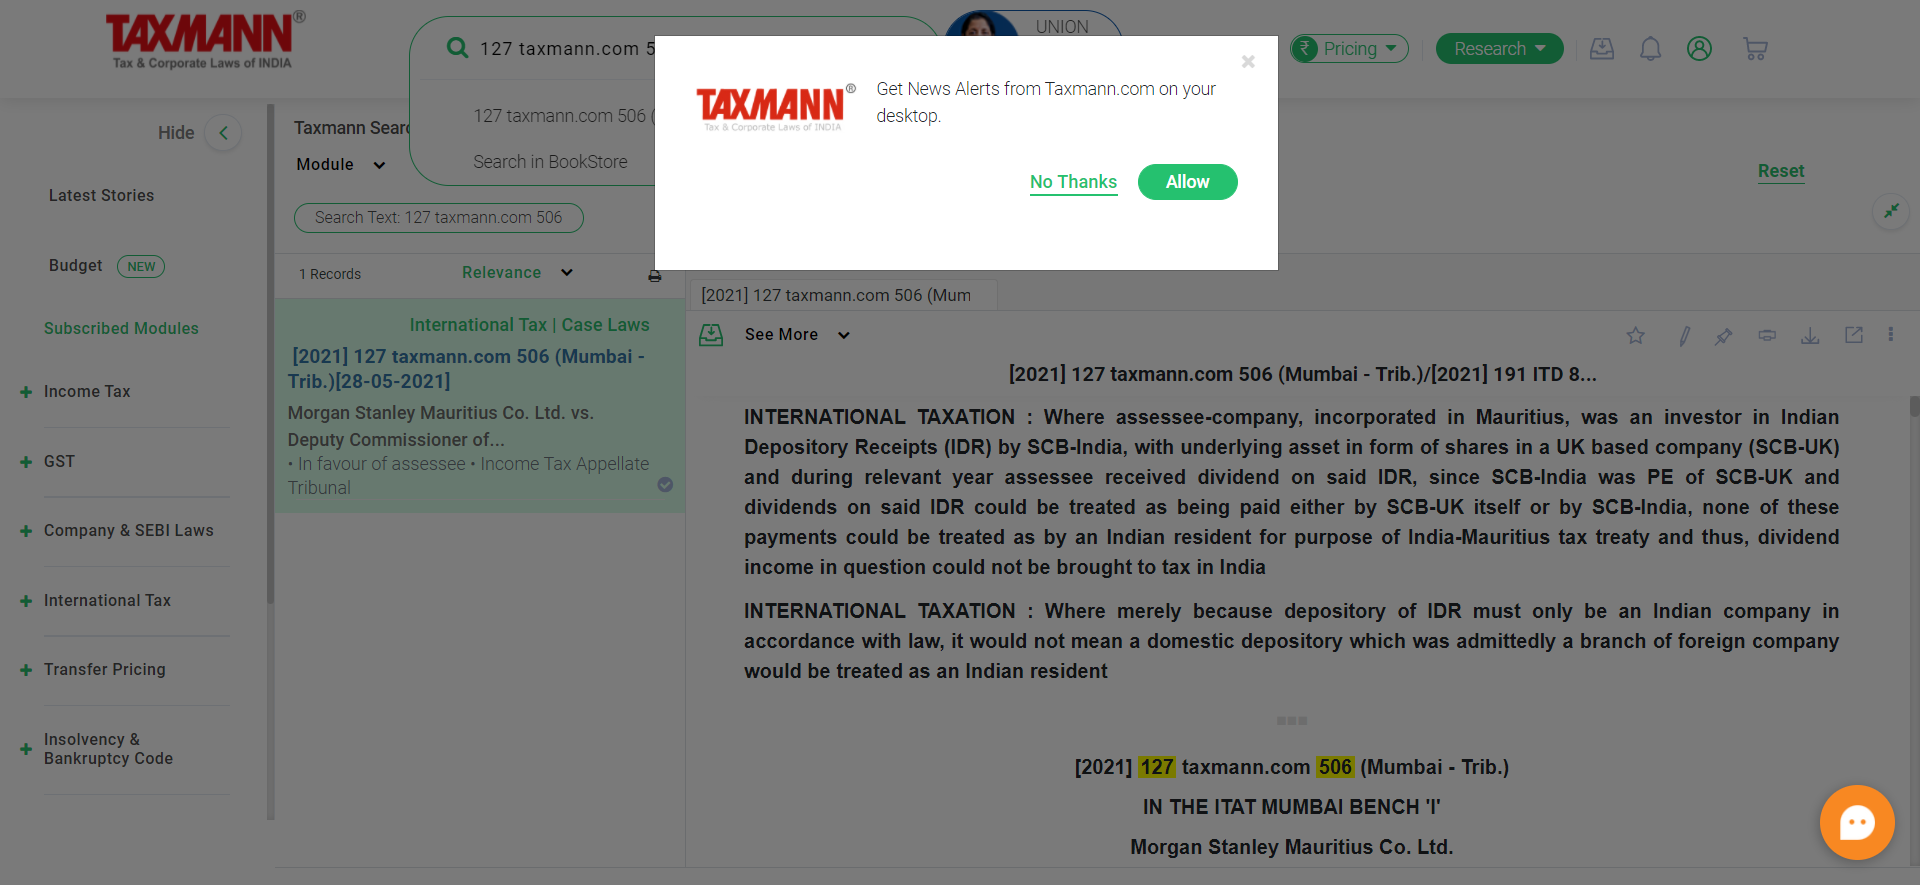 TAXMANN®
Tax & Corporate Laws of INDIA
127 taxmann.com 5
127 taxmann.com 506 (
Search in BookStore
UNION
Pricing
Research
TAXMANN®
Tax & Corporate Laws of INDIA
Get News Alerts from Taxmann.com on your
desktop.
No Thanks
Allow
Hide
Latest Stories
Budget NEW
Subscribed Modules
Income Tax
GST
Company & SEBI Laws
International Tax
Transfer Pricing
Insolvency &
Bankruptcy Code
Taxmann Searc
Module
Reset
Search Text: 127 taxmann.com 506
1 Records
Relevance
International Tax | Case Laws
[2021] 127 taxmann.com 506 (Mumbai -
Trib.)[28-05-2021]
Morgan Stanley Mauritius Co. Ltd. vs.
Deputy Commissioner of...
• In favour of assessee • Income Tax Appellate
Tribunal
[2021] 127 taxmann.com 506 (Mum
See More
[2021] 127 taxmann.com 506 (Mumbai - Trib.)/[2021] 191 ITD 8...
INTERNATIONAL TAXATION : Where assessee-company, incorporated in Mauritius, was an investor in Indian
Depository Receipts (IDR) by SCB-India, with underlying asset in form of shares in a UK based company (SCB-UK)
and during relevant year assessee received dividend on said IDR, since SCB-India was PE of SCB-UK and
dividends on said IDR could be treated as being paid either by SCB-UK itself or by SCB-India, none of these
payments could be treated as by an Indian resident for purpose of India-Mauritius tax treaty and thus, dividend
income in question could not be brought to tax in India
INTERNATIONAL TAXATION : Where merely because depository of IDR must only be an Indian company in
accordance with law, it would not mean a domestic depository which was admittedly a branch of foreign company
would be treated as an Indian resident
[2021] 127 taxmann.com 506 (Mumbai - Trib.)
IN THE ITAT MUMBAI BENCH 'I'
Morgan Stanley Mauritius Co. Ltd.